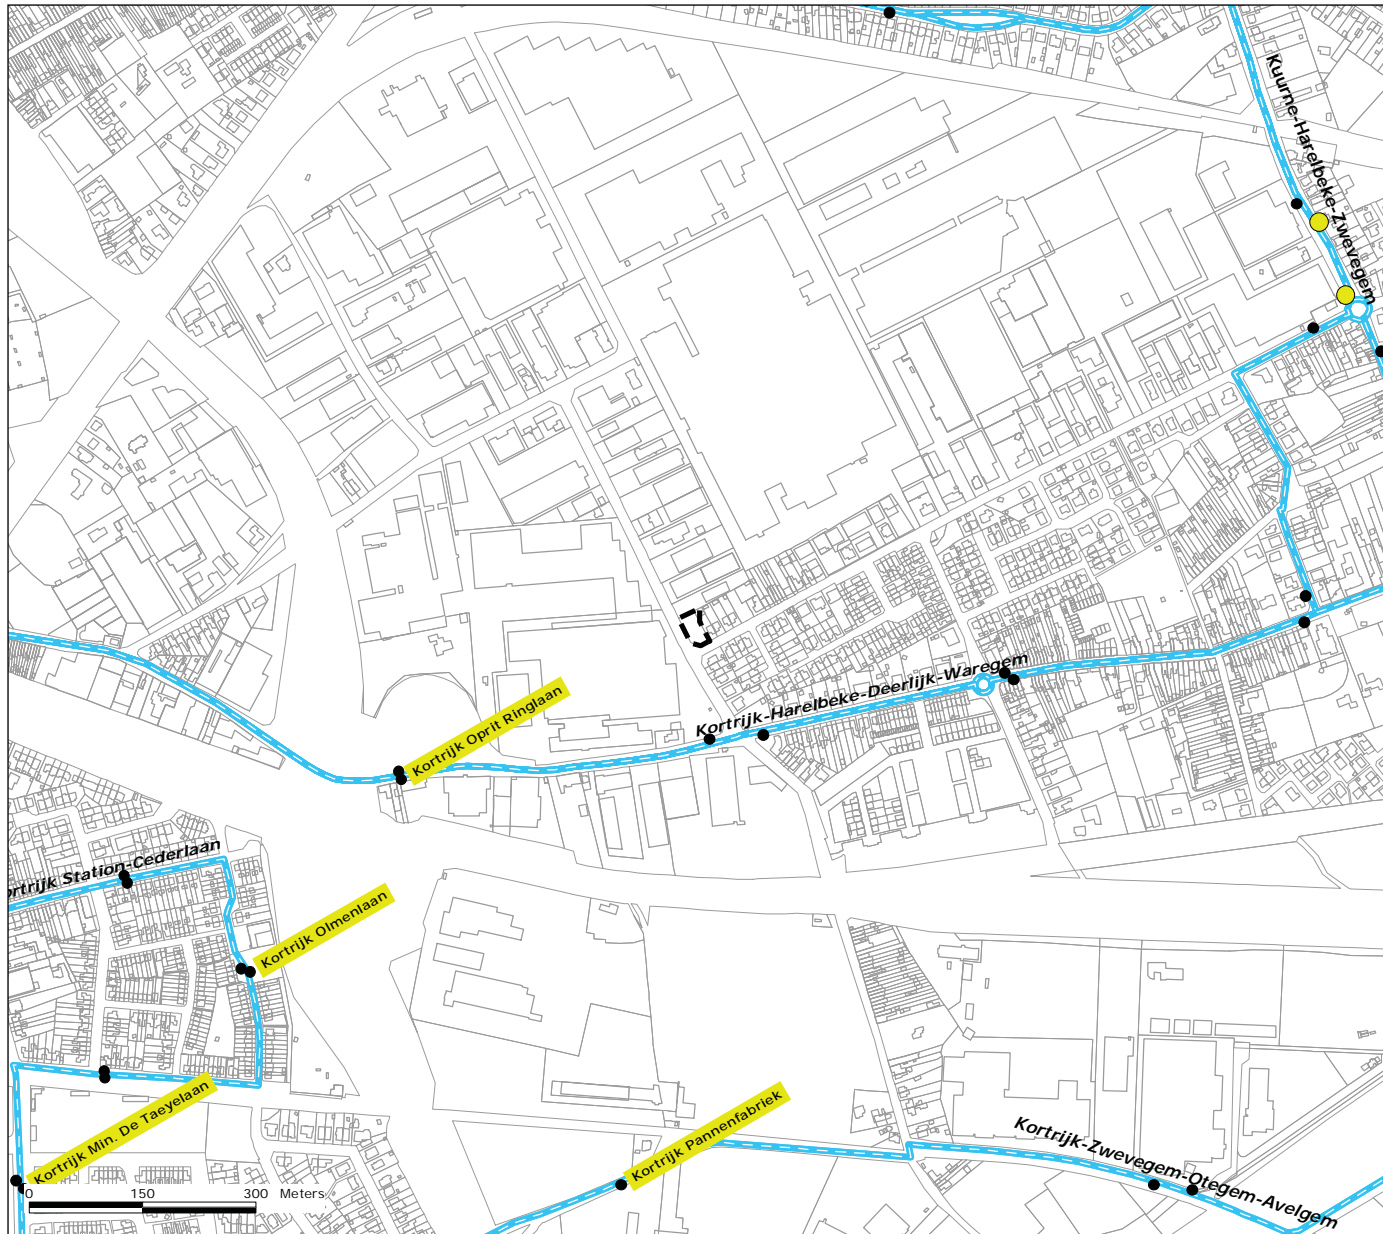 Kuurne-Harelbeke-Zwevegem
Kortrijk-Harelbeke-Deerlijk-Waregem
Kortrijk Oprit Ringlaan
ortrijk Station-Cederlaan
Kortrijk Olmenlaan
Kortrijk Min. De Taeyelaan
Kortrijk Pannenfabriek
Kortrijk-Zwevegem-Otegem-Avelgem
0 150 300 Meters